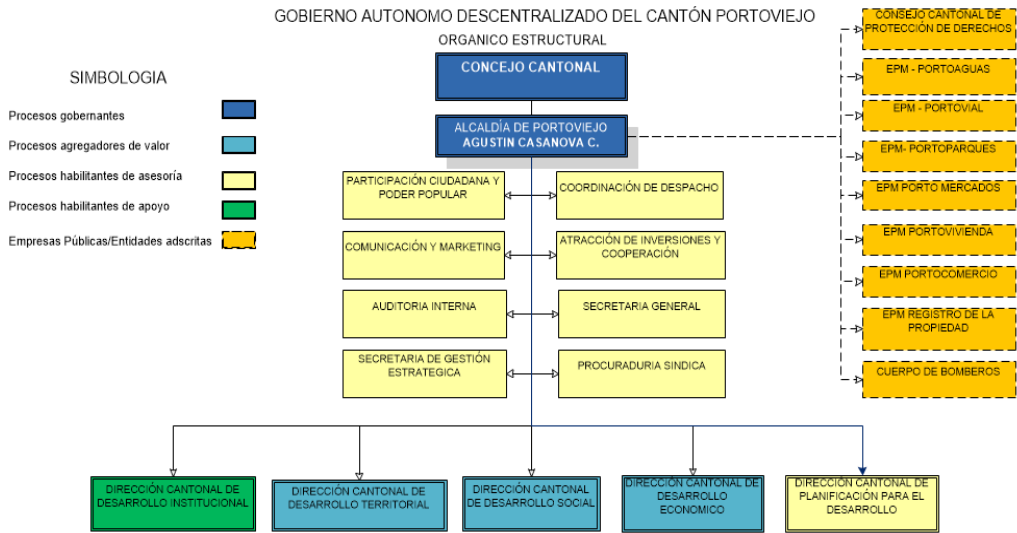 GOBIERNO AUTONOMO DESCENTRALIZADO DEL CANTÓN PORTOVIEJO
ORGANICO ESTRUCTURAL
CONCEJO CANTONAL
ALCALDÍA DE PORTOVIEJO
AGUSTIN CASANOVA C.
SIMBOLOGIA
Procesos gobernantes
Procesos agregadores de valor
Procesos habilitantes de asesoría
Procesos habilitantes de apoyo
Empresas Públicas/Entidades adscritas
PARTICIPACIÓN CIUDADANA Y
PODER POPULAR
COORDINACIÓN DE DESPACHO
COMUNICACIÓN Y MARKETING
ATRACCIÓN DE INVERSIONES Y
COOPERACIÓN
AUDITORIA INTERNA
SECRETARIA GENERAL
SECRETARIA DE GESTIÓN
ESTRATEGICA
PROCURADURIA SINDICA
CONSEJO CANTONAL DE
PROTECCIÓN DE DERECHOS
EPM - PORTOAGUAS
EPM - PORTOVIAL
EPM- PORTOPARQUES
EPM PORTO MERCADOS
EPM PORTOVIVIENDA
EPM PORTOCOMERCIO
EPM REGISTRO DE LA
PROPIEDAD
CUERPO DE BOMBEROS
DIRECCIÓN CANTONAL DE
DESARROLLO INSTITUCIONAL
DIRECCIÓN CANTONAL DE
DESARROLLO TERRITORIAL
DIRECCIÓN CANTONAL
DE DESARROLLO SOCIAL
DIRECCIÓN CANTONAL DE
DESARROLLO
ECONOMICO
DIRECCIÓN CANTONAL DE
PLANIFICACIÓN PARA EL
DESARROLLO